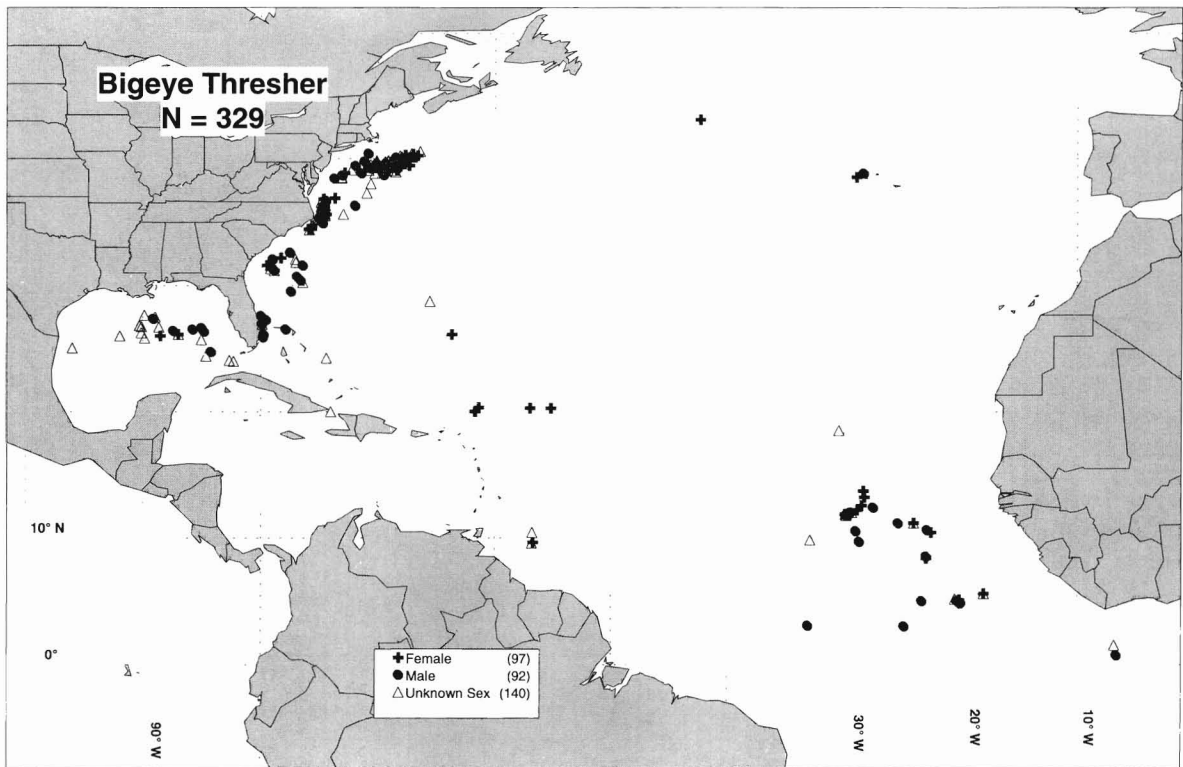 Bigeye Thresher
N = 329
10° N
0°
Female (97)
Male (92)
Unknown Sex (140)
90° W
30° W
20° W
10° W